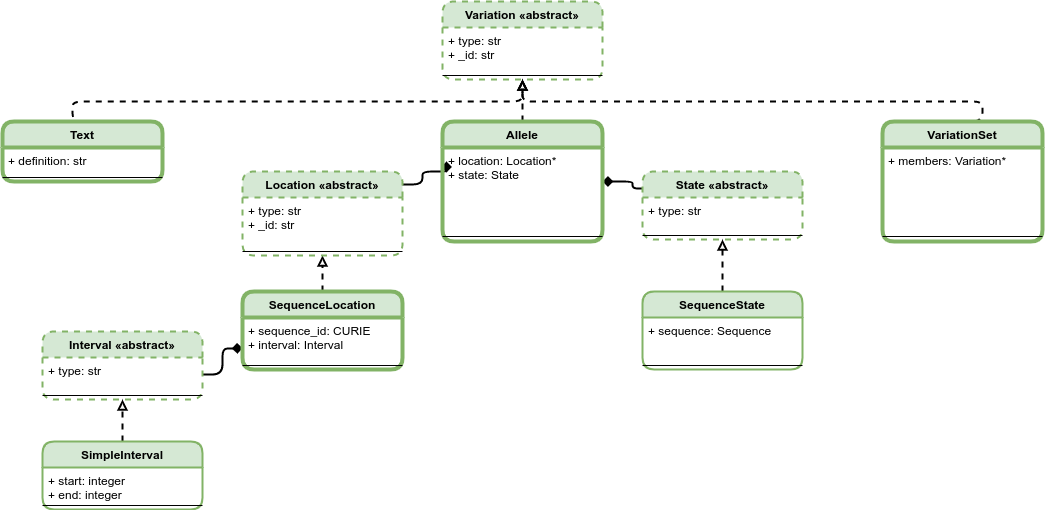 Variation «abstract»
+ type: str
+ _id: str
Text
+ definition: str
Allele
+ location: Location*
+ state: State
VariationSet
+ members: Variation*
Location «abstract»
+ type: str
+ _id: str
State «abstract»
+ type: str
SequenceLocation
+ sequence_id: CURIE
+ interval: Interval
SequenceState
+ sequence: Sequence
Interval «abstract»
+ type: str
SimpleInterval
+ start: integer
+ end: integer